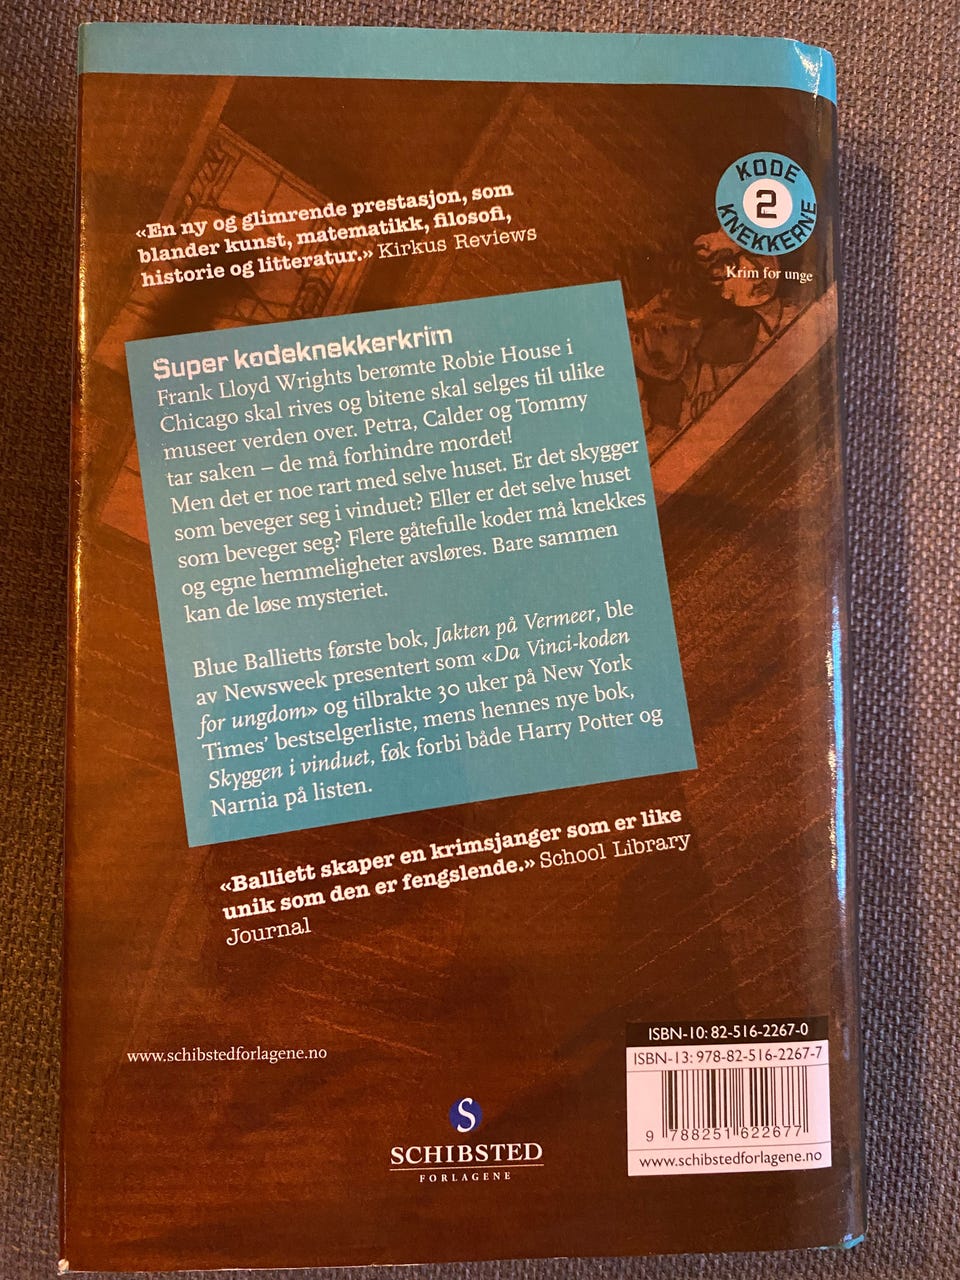 KODE
2
KNEKKERNE
Krim for unge
«En ny og glimrende prestasjon, som
blander kunst, matematikk, filosofi,
historie og litteratur.» Kirkus Reviews
Super kodeknekkerkrim
Frank Lloyd Wrights berømte Robie House i
Chicago skal rives og bitene skal selges til ulike
museer verden over. Petra, Calder og Tommy
tar saken – de må forhindre mordet!
Men det er noe rart med selve huset. Er det skygger
som beveger seg i vinduet? Eller er det selve huset
som beveger seg? Flere gåtefulle koder må knekkes
og egne hemmeligheter avsløres. Bare sammen
kan de løse mysteriet.
Blue Ballietts første bok, Jakten på Vermeer, ble
av Newsweek presentert som «Da Vinci-koden
for ungdom» og tilbrakte 30 uker på New York
Times’ bestselgerliste, mens hennes nye bok,
Skyggen i vinduet, føk forbi både Harry Potter og
Narnia på listen.
«Balliett skaper en krimsjanger som er like
unik som den er fengslende.» School Library
Journal
www.schibstedforlagene.no
S
SCHIBSTED
FORLAGENE
ISBN-10: 82-516-2267-0
ISBN-13: 978-82-516-2267-7
9 788251 622677
www.schibstedforlagene.no